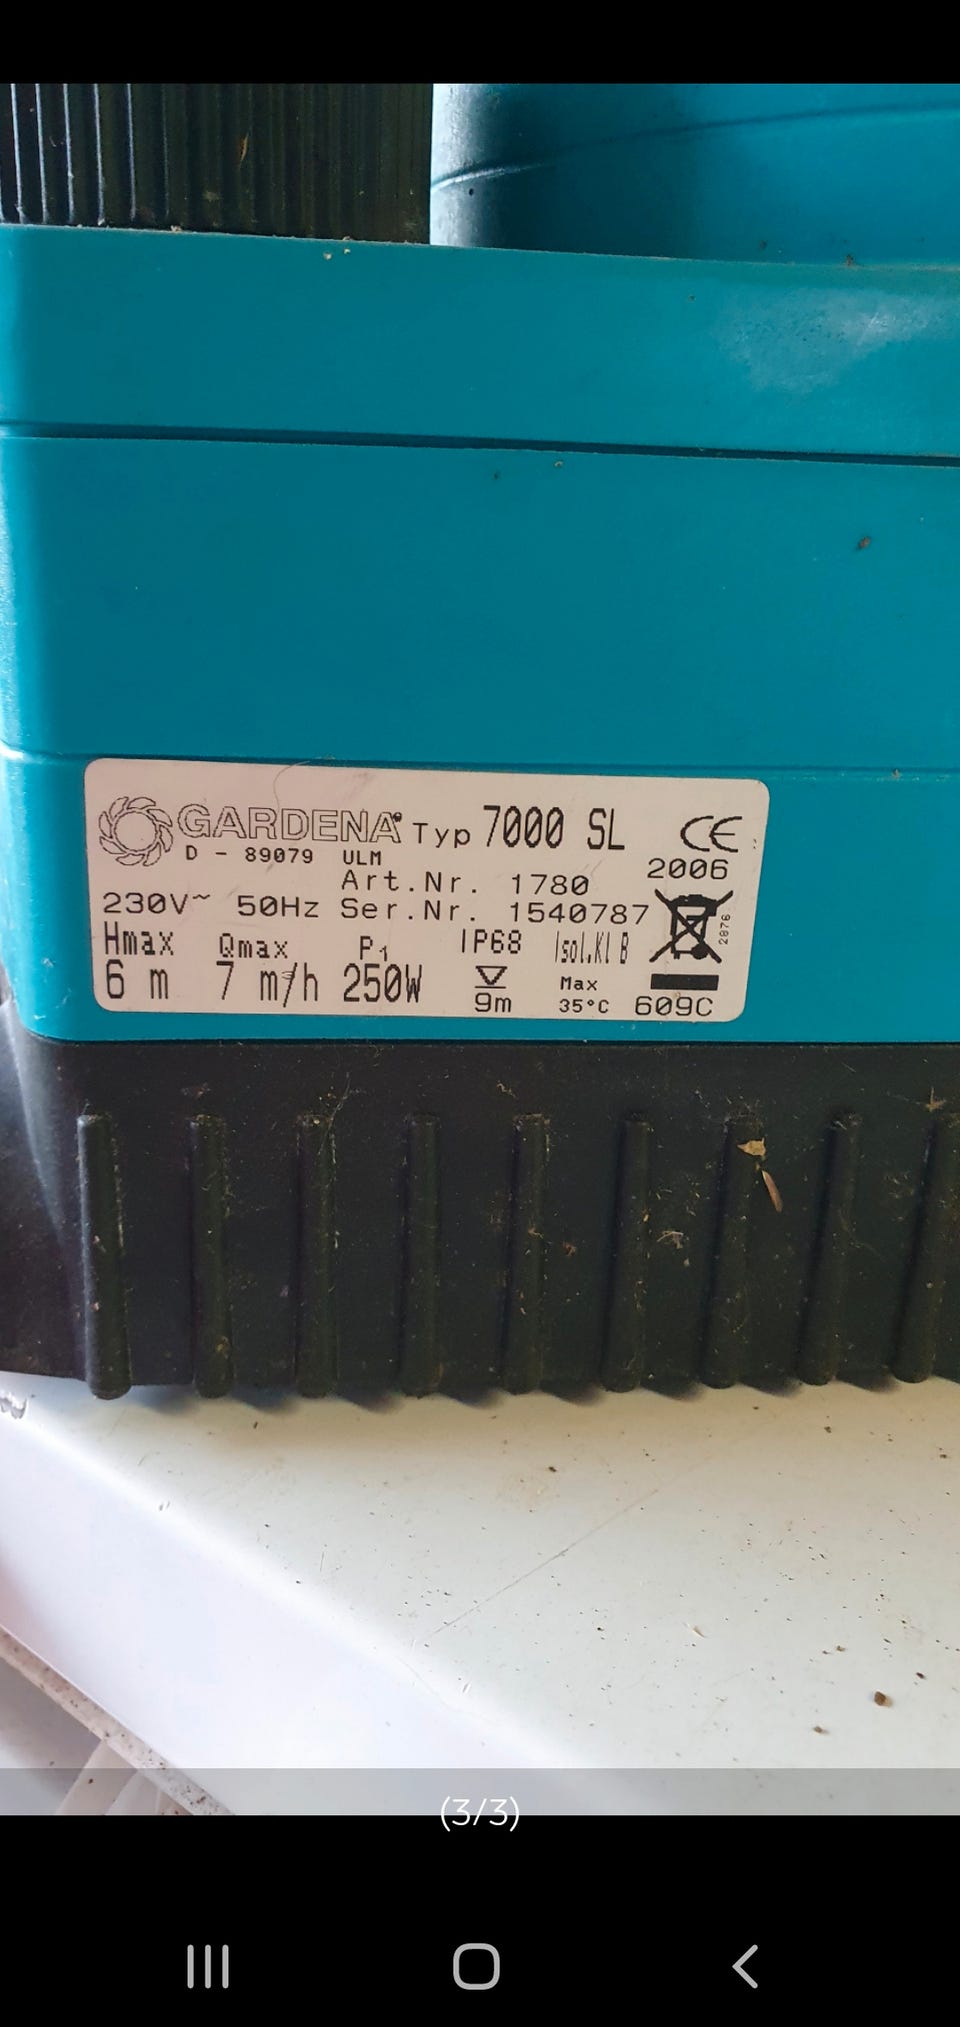 GARDENA® Typ 7000 SL CE
D - 89079 ULM 2006
Art.Nr. 1780
230V~ 50Hz Ser.Nr. 1540787
2876
Hmax Qmax P1 IP68 Isol.Kl B
6 m 7 m³/h 250W 9m Max 35°C 609C
(3/3)